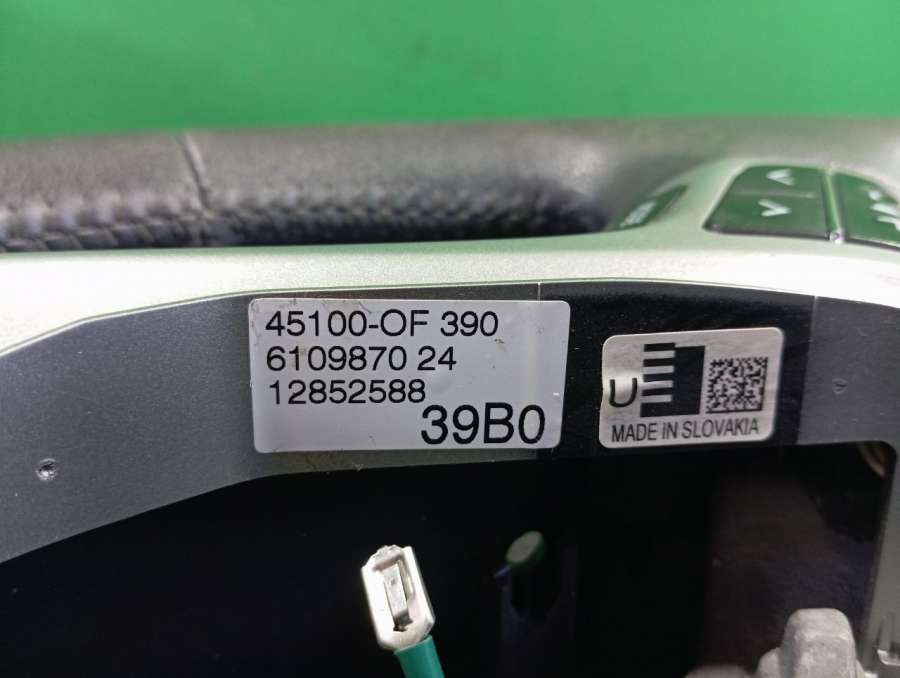 45100-OF 390
6109870 24
12852588
39B0
U
MADE IN SLOVAKIA